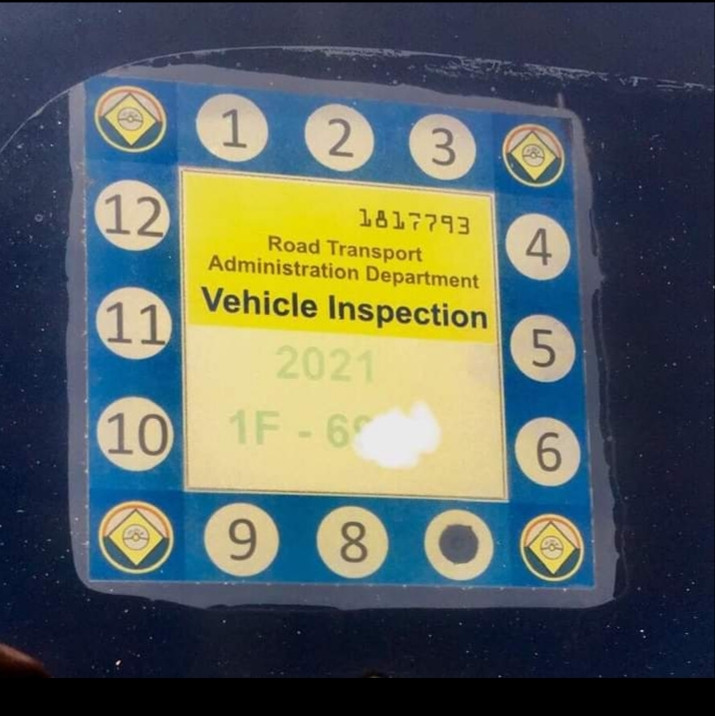 1 2 3
12 4
11 5
10 6
9 8
1817793
Road Transport
Administration Department
Vehicle Inspection
2021
1F - 6